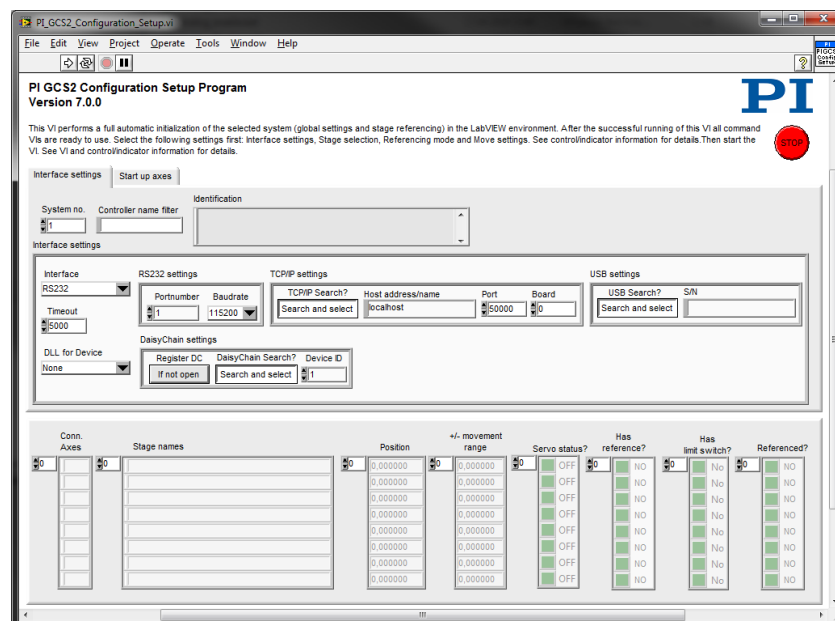 PI_GCS2_Configuration_Setup.vi
File Edit View Project Operate Tools Window Help
PI
PIGCS
Config
Setup
PI GCS2 Configuration Setup Program
Version 7.0.0
PI
This VI performs a full automatic initialization of the selected system (global settings and stage referencing) in the LabVIEW environment. After the successful running of this VI all command
VIs are ready to use. Select the following settings first: Interface settings, Stage selection, Referencing mode and Move settings. See control/indicator information for details.Then start the
VI. See VI and control/indicator information for details.
STOP
Interface settings Start up axes
System no. Controller name filter Identification
1
Interface settings
Interface RS232 settings TCP/IP settings USB settings
RS232
Portnumber Baudrate TCP/IP Search? Host address/name Port Board USB Search? S/N
1 115200 Search and select localhost 50000 0 Search and select
Timeout
5000
DaisyChain settings
DLL for Device Register DC DaisyChain Search? Device ID
None If not open Search and select 1
Conn. Axes Stage names Position +/- movement range Servo status? Has reference? Has limit switch? Referenced?
0 0 0 0,000000 0 0,000000 0 OFF 0 NO 0 No 0 NO
0,000000 0,000000 OFF NO No NO
0,000000 0,000000 OFF NO No NO
0,000000 0,000000 OFF NO No NO
0,000000 0,000000 OFF NO No NO
0,000000 0,000000 OFF NO No NO
0,000000 0,000000 OFF NO No NO
0,000000 0,000000 OFF NO No NO